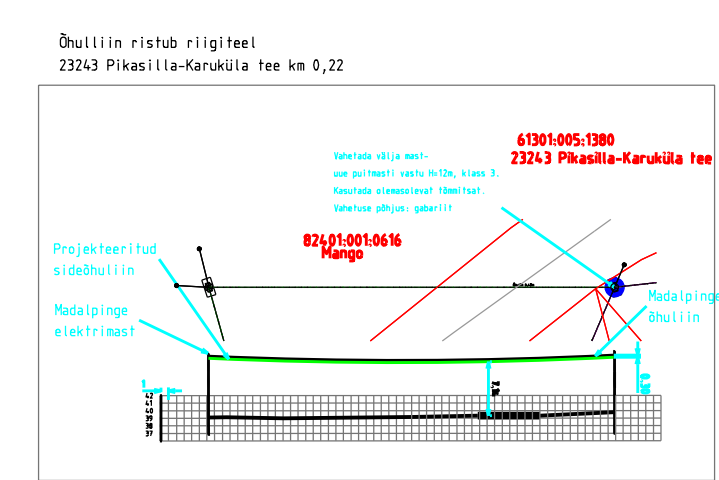 Õhulliin ristub riigiteel
23243 Pikasilla-Karuküla tee km 0,22
61301:005:1380
23243 Pikasilla-Karuküla tee
Vahetada välja mast-
uue puitmasti vastu H=12m, klass 3.
Kasutada olemasolevat tõmmitsat.
Vahetuse põhjus: gabariit
82401:001:0616
Mango
Projekteeritud
sideõhuliin
Madalpinge
elektrimast
Madalpinge
õhuliin
0,30
42
41
40
39
38
37